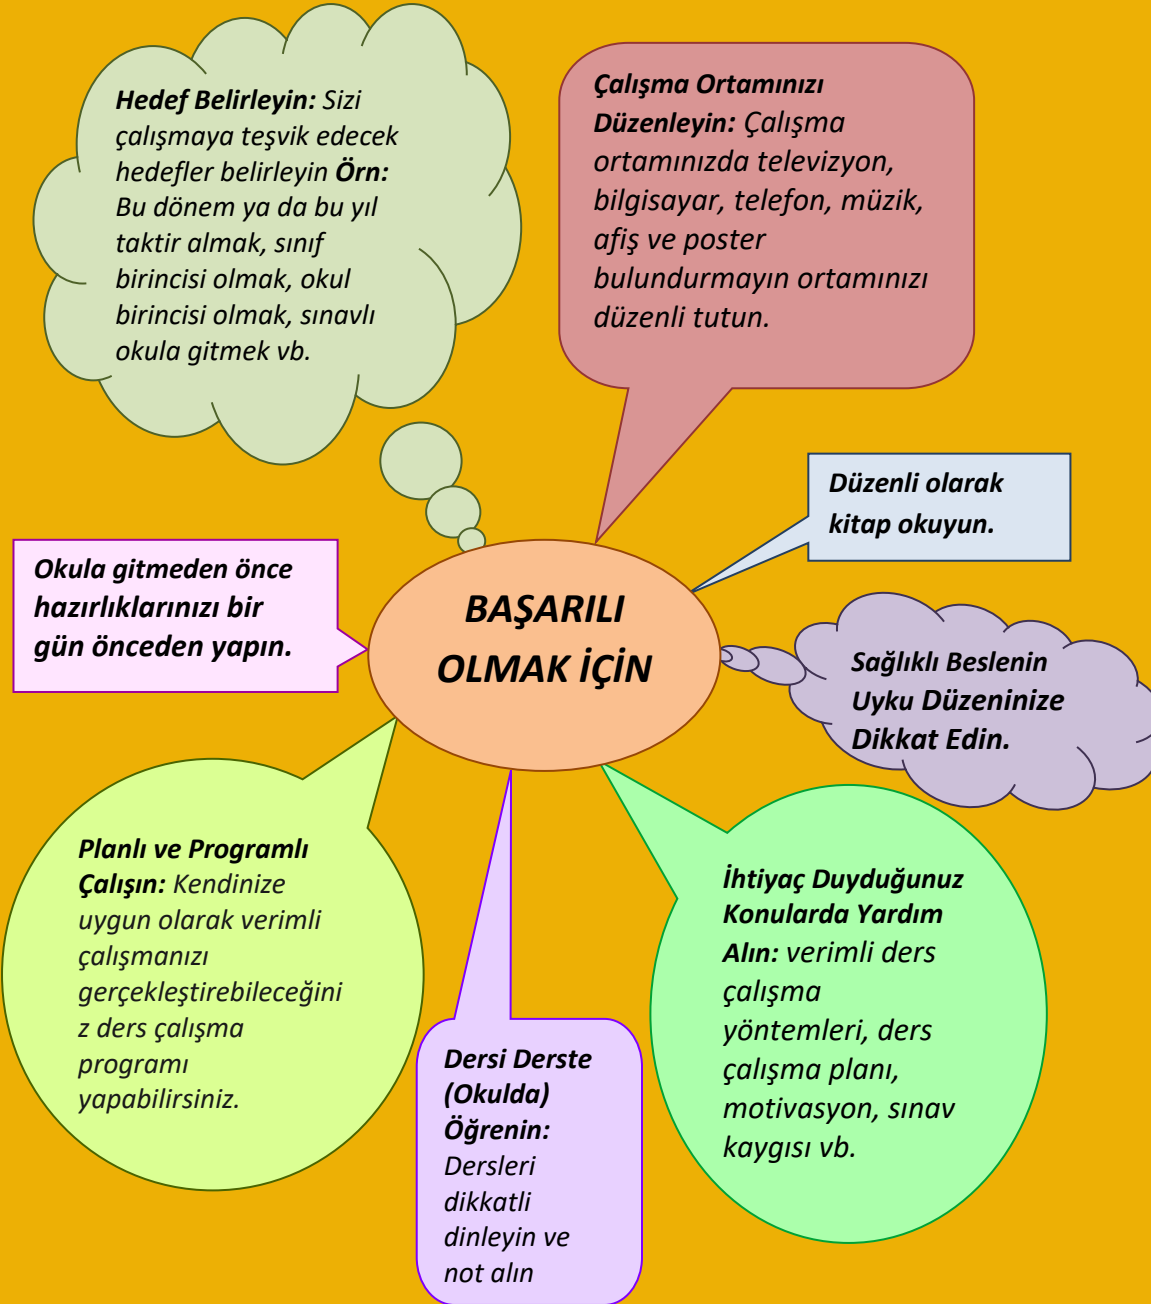 Hedef Belirleyin: Sizi
çalışmaya teşvik edecek
hedefler belirleyin Örn:
Bu dönem ya da bu yıl
taktir almak, sınıf
birincisi olmak, okul
birincisi olmak, sınavlı
okula gitmek vb.
Çalışma Ortamınızı
Düzenleyin: Çalışma
ortamınızda televizyon,
bilgisayar, telefon, müzik,
afiş ve poster
bulundurmayın ortamınızı
düzenli tutun.
Düzenli olarak
kitap okuyun.
Okula gitmeden önce
hazırlıklarınızı bir
gün önceden yapın.
BAŞARILI
OLMAK İÇİN
Sağlıklı Beslenin
Uyku Düzeninize
Dikkat Edin.
Planlı ve Programlı
Çalışın: Kendinize
uygun olarak verimli
çalışmanızı
gerçekleştirebileceğini
z ders çalışma
programı
yapabilirsiniz.
İhtiyaç Duyduğunuz
Konularda Yardım
Alın: verimli ders
çalışma
yöntemleri, ders
çalışma planı,
motivasyon, sınav
kaygısı vb.
Dersi Derste
(Okulda)
Öğrenin:
Dersleri
dikkatli
dinleyin ve
not alın